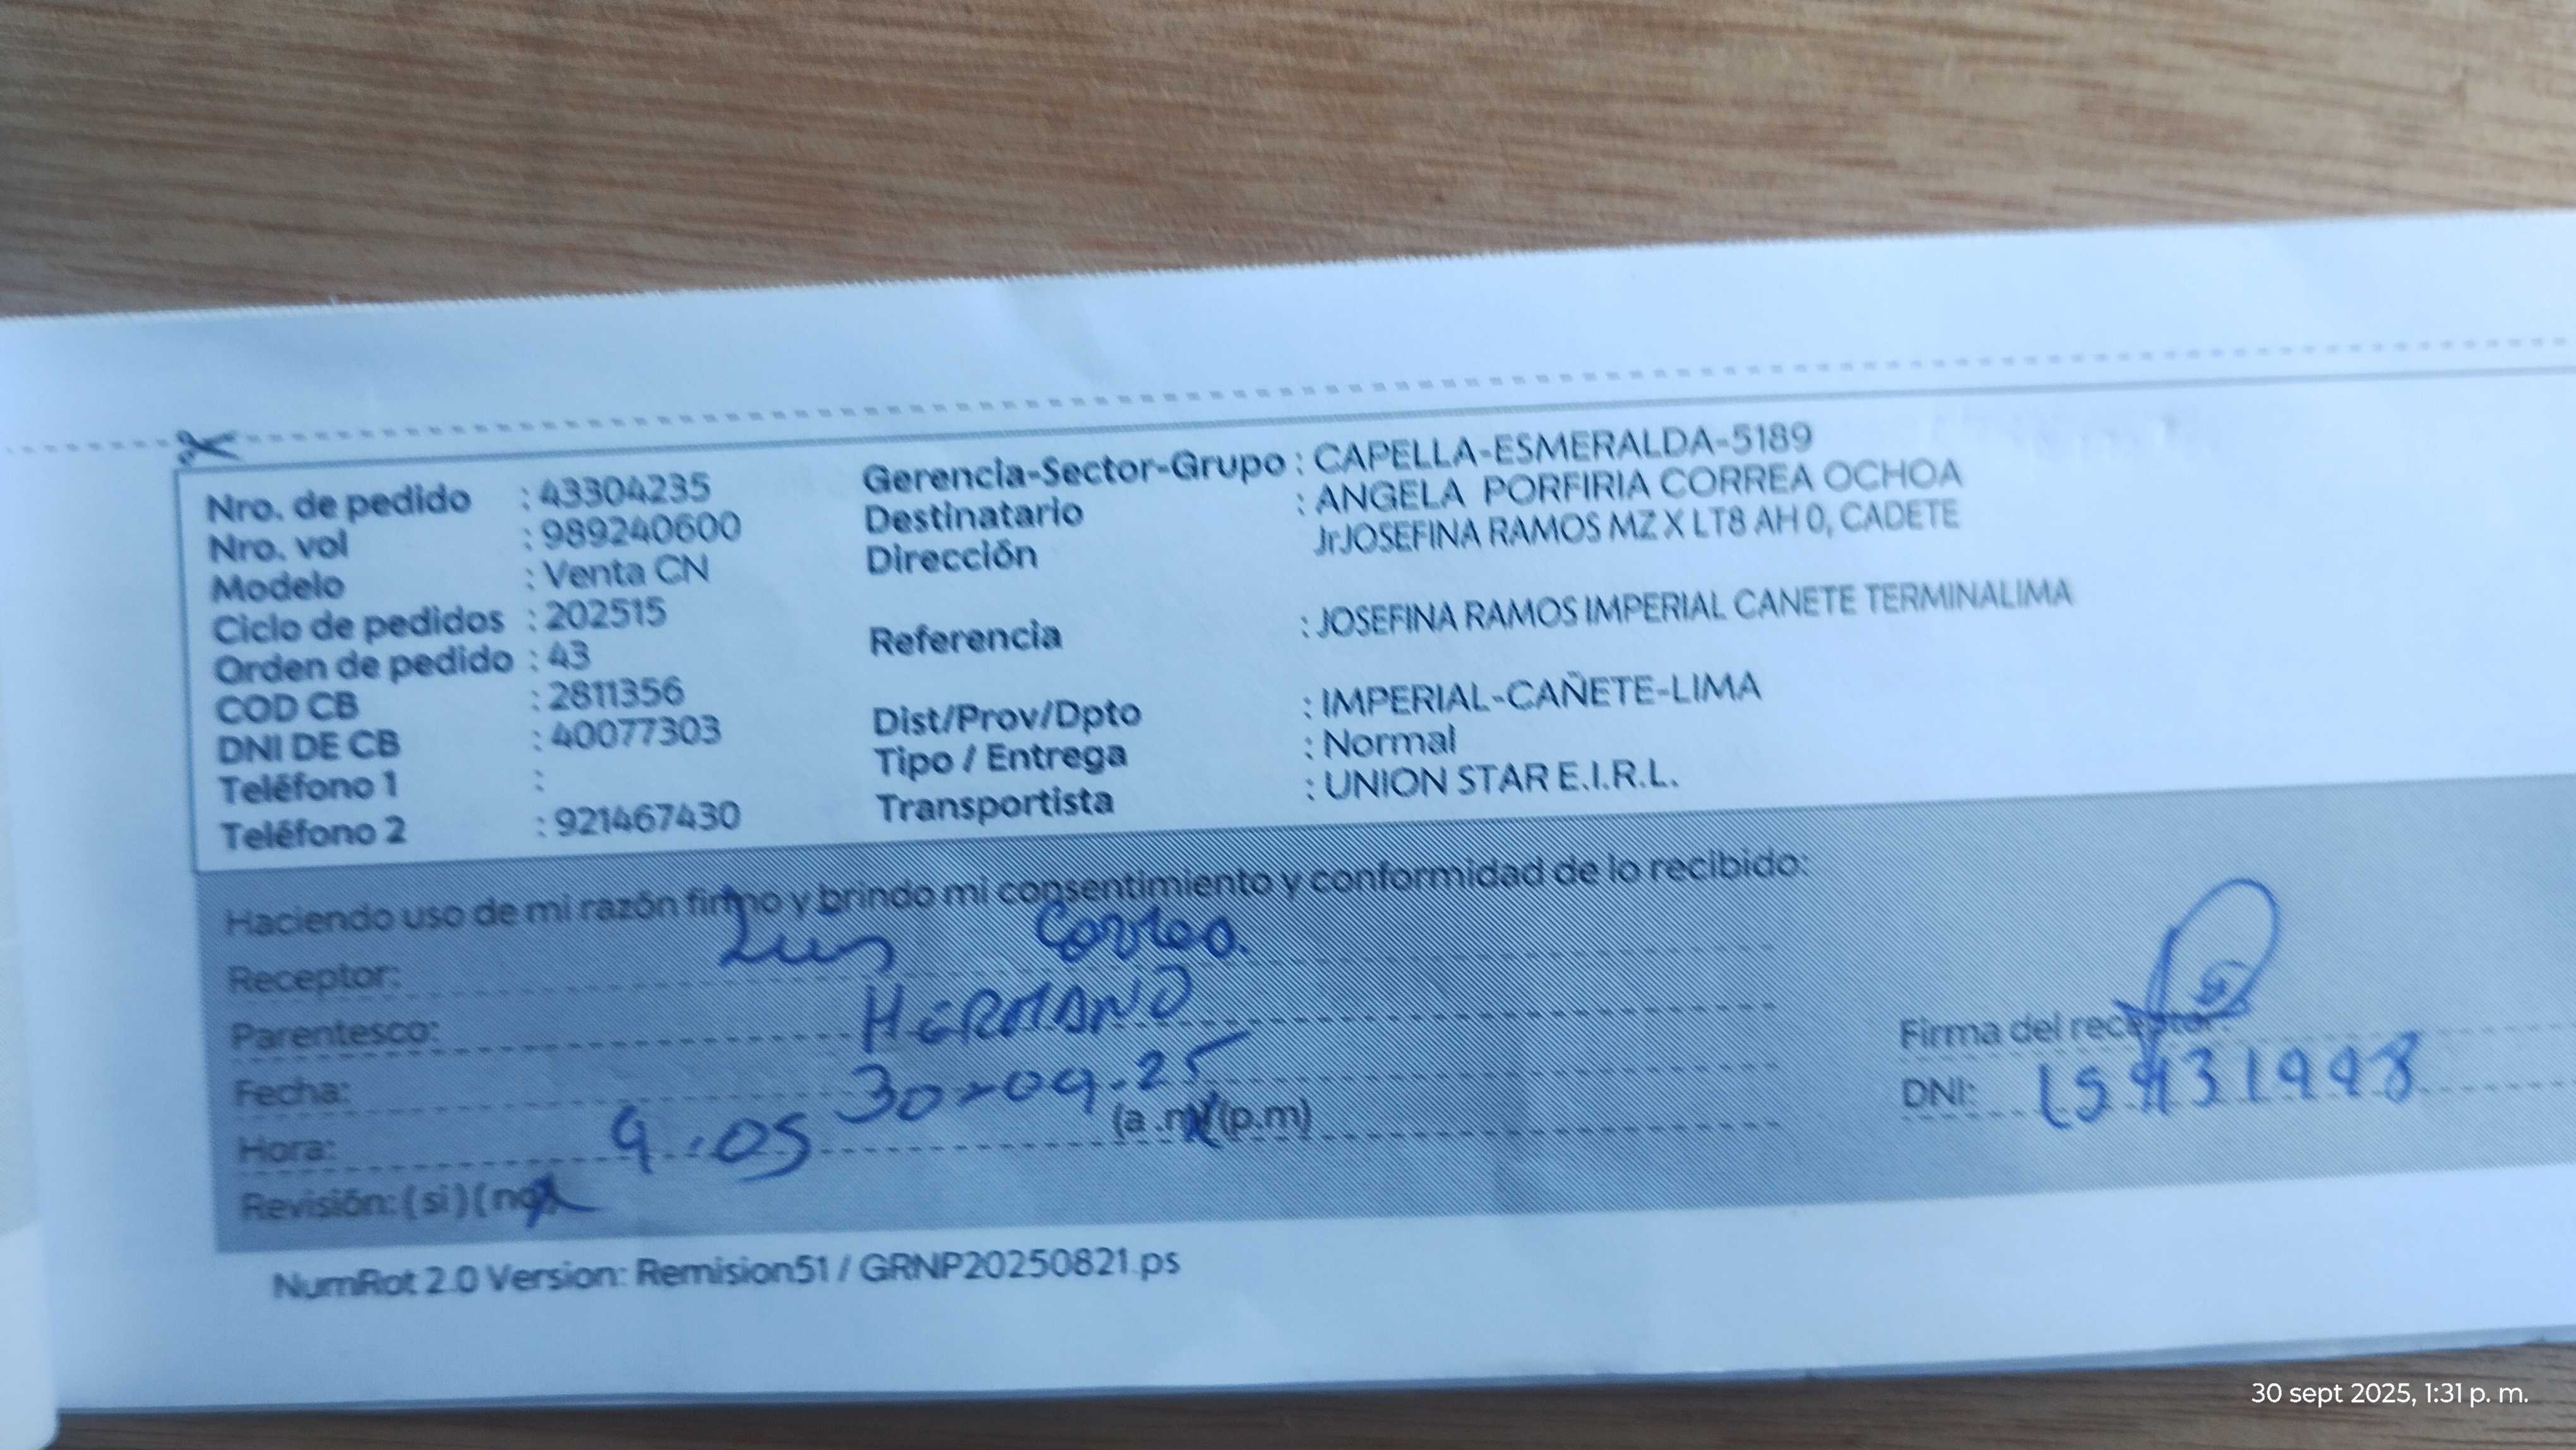 Nro. de pedido : 43304235
Nro. vol : 989240600
Modelo : Venta CN
Ciclo de pedidos : 202515
Orden de pedido : 43
COD CB : 2811356
DNI DE CB : 40077303
Teléfono 1 :
Teléfono 2 : 921467430
Gerencia-Sector-Grupo : CAPELLA-ESMERALDA-5189
Destinatario : ANGELA PORFIRIA CORREA OCHOA
Dirección JrJOSEFINA RAMOS MZ X LT8 AH 0, CADETE
Referencia : JOSEFINA RAMOS IMPERIAL CANETE TERMINALIMA
Dist/Prov/Dpto : IMPERIAL-CAÑETE-LIMA
Tipo / Entrega : Normal
Transportista : UNION STAR E.I.R.L.
Haciendo uso de mi razón firmo y brindo mi consentimiento y conformidad de lo recibido:
Receptor: Luis Correa.
Parentesco: HERMANO
Fecha: 30-09-25
Hora: 9:05 (a.m)(p.m)
Revisión: (si) (no)
Firma del receptor:
DNI:
NumRot 2.0 Version: Remision51 / GRNP20250821.ps
30 sept 2025, 1:31 p. m.